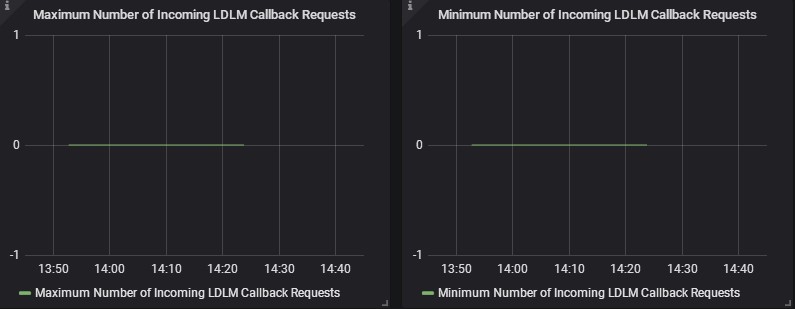 Maximum Number of Incoming LDLM Callback Requests
1
0
-1
13:50 14:00 14:10 14:20 14:30 14:40
Maximum Number of Incoming LDLM Callback Requests
Minimum Number of Incoming LDLM Callback Requests
1
0
-1
13:50 14:00 14:10 14:20 14:30 14:40
Minimum Number of Incoming LDLM Callback Requests